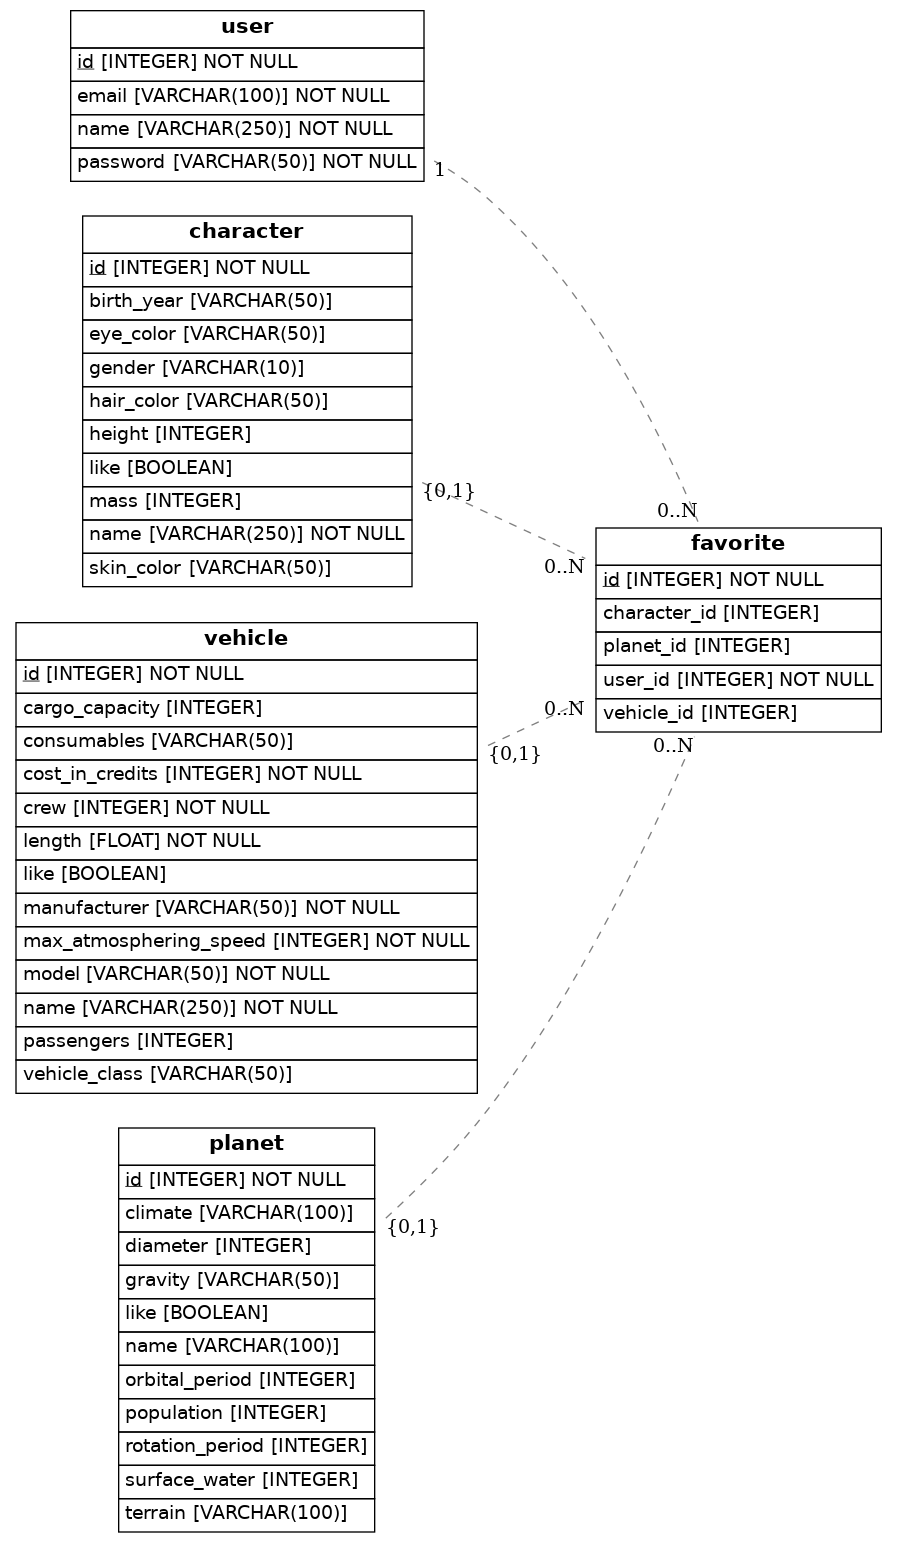 user
id [INTEGER] NOT NULL
email [VARCHAR(100)] NOT NULL
name [VARCHAR(250)] NOT NULL
password [VARCHAR(50)] NOT NULL
1
character
id [INTEGER] NOT NULL
birth_year [VARCHAR(50)]
eye_color [VARCHAR(50)]
gender [VARCHAR(10)]
hair_color [VARCHAR(50)]
height [INTEGER]
like [BOOLEAN]
mass [INTEGER]
name [VARCHAR(250)] NOT NULL
skin_color [VARCHAR(50)]
{0,1}
0..N
0..N
favorite
id [INTEGER] NOT NULL
character_id [INTEGER]
planet_id [INTEGER]
user_id [INTEGER] NOT NULL
vehicle_id [INTEGER]
0..N
0..N
vehicle
id [INTEGER] NOT NULL
cargo_capacity [INTEGER]
consumables [VARCHAR(50)]
cost_in_credits [INTEGER] NOT NULL
crew [INTEGER] NOT NULL
length [FLOAT] NOT NULL
like [BOOLEAN]
manufacturer [VARCHAR(50)] NOT NULL
max_atmosphering_speed [INTEGER] NOT NULL
model [VARCHAR(50)] NOT NULL
name [VARCHAR(250)] NOT NULL
passengers [INTEGER]
vehicle_class [VARCHAR(50)]
{0,1}
planet
id [INTEGER] NOT NULL
climate [VARCHAR(100)]
diameter [INTEGER]
gravity [VARCHAR(50)]
like [BOOLEAN]
name [VARCHAR(100)]
orbital_period [INTEGER]
population [INTEGER]
rotation_period [INTEGER]
surface_water [INTEGER]
terrain [VARCHAR(100)]
{0,1}